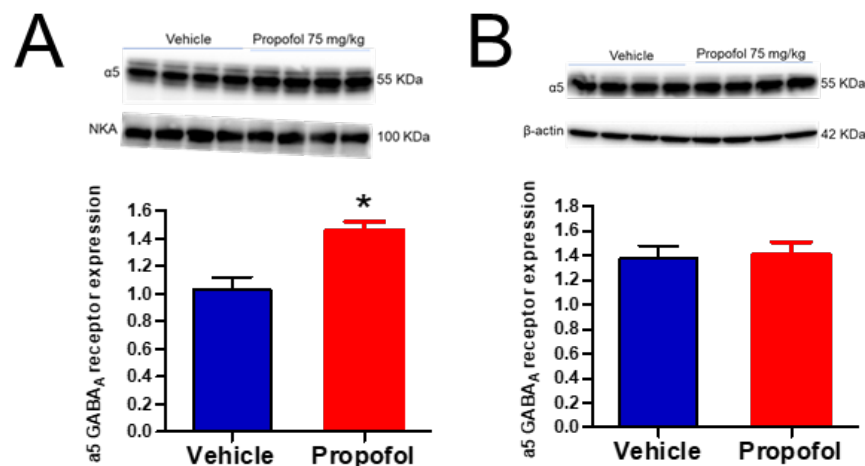 A
Vehicle Propofol 75 mg/kg
α5 55 KDa
NKA 100 KDa
a5 GABAA receptor expression
1.6
1.4
1.2
1.0
0.8
0.6
0.4
0.2
0.0
*
Vehicle Propofol
B
Vehicle Propofol 75 mg/kg
α5 55 KDa
β-actin 42 KDa
a5 GABAA receptor expression
1.8
1.6
1.4
1.2
1.0
0.8
0.6
0.4
0.2
0.0
Vehicle Propofol